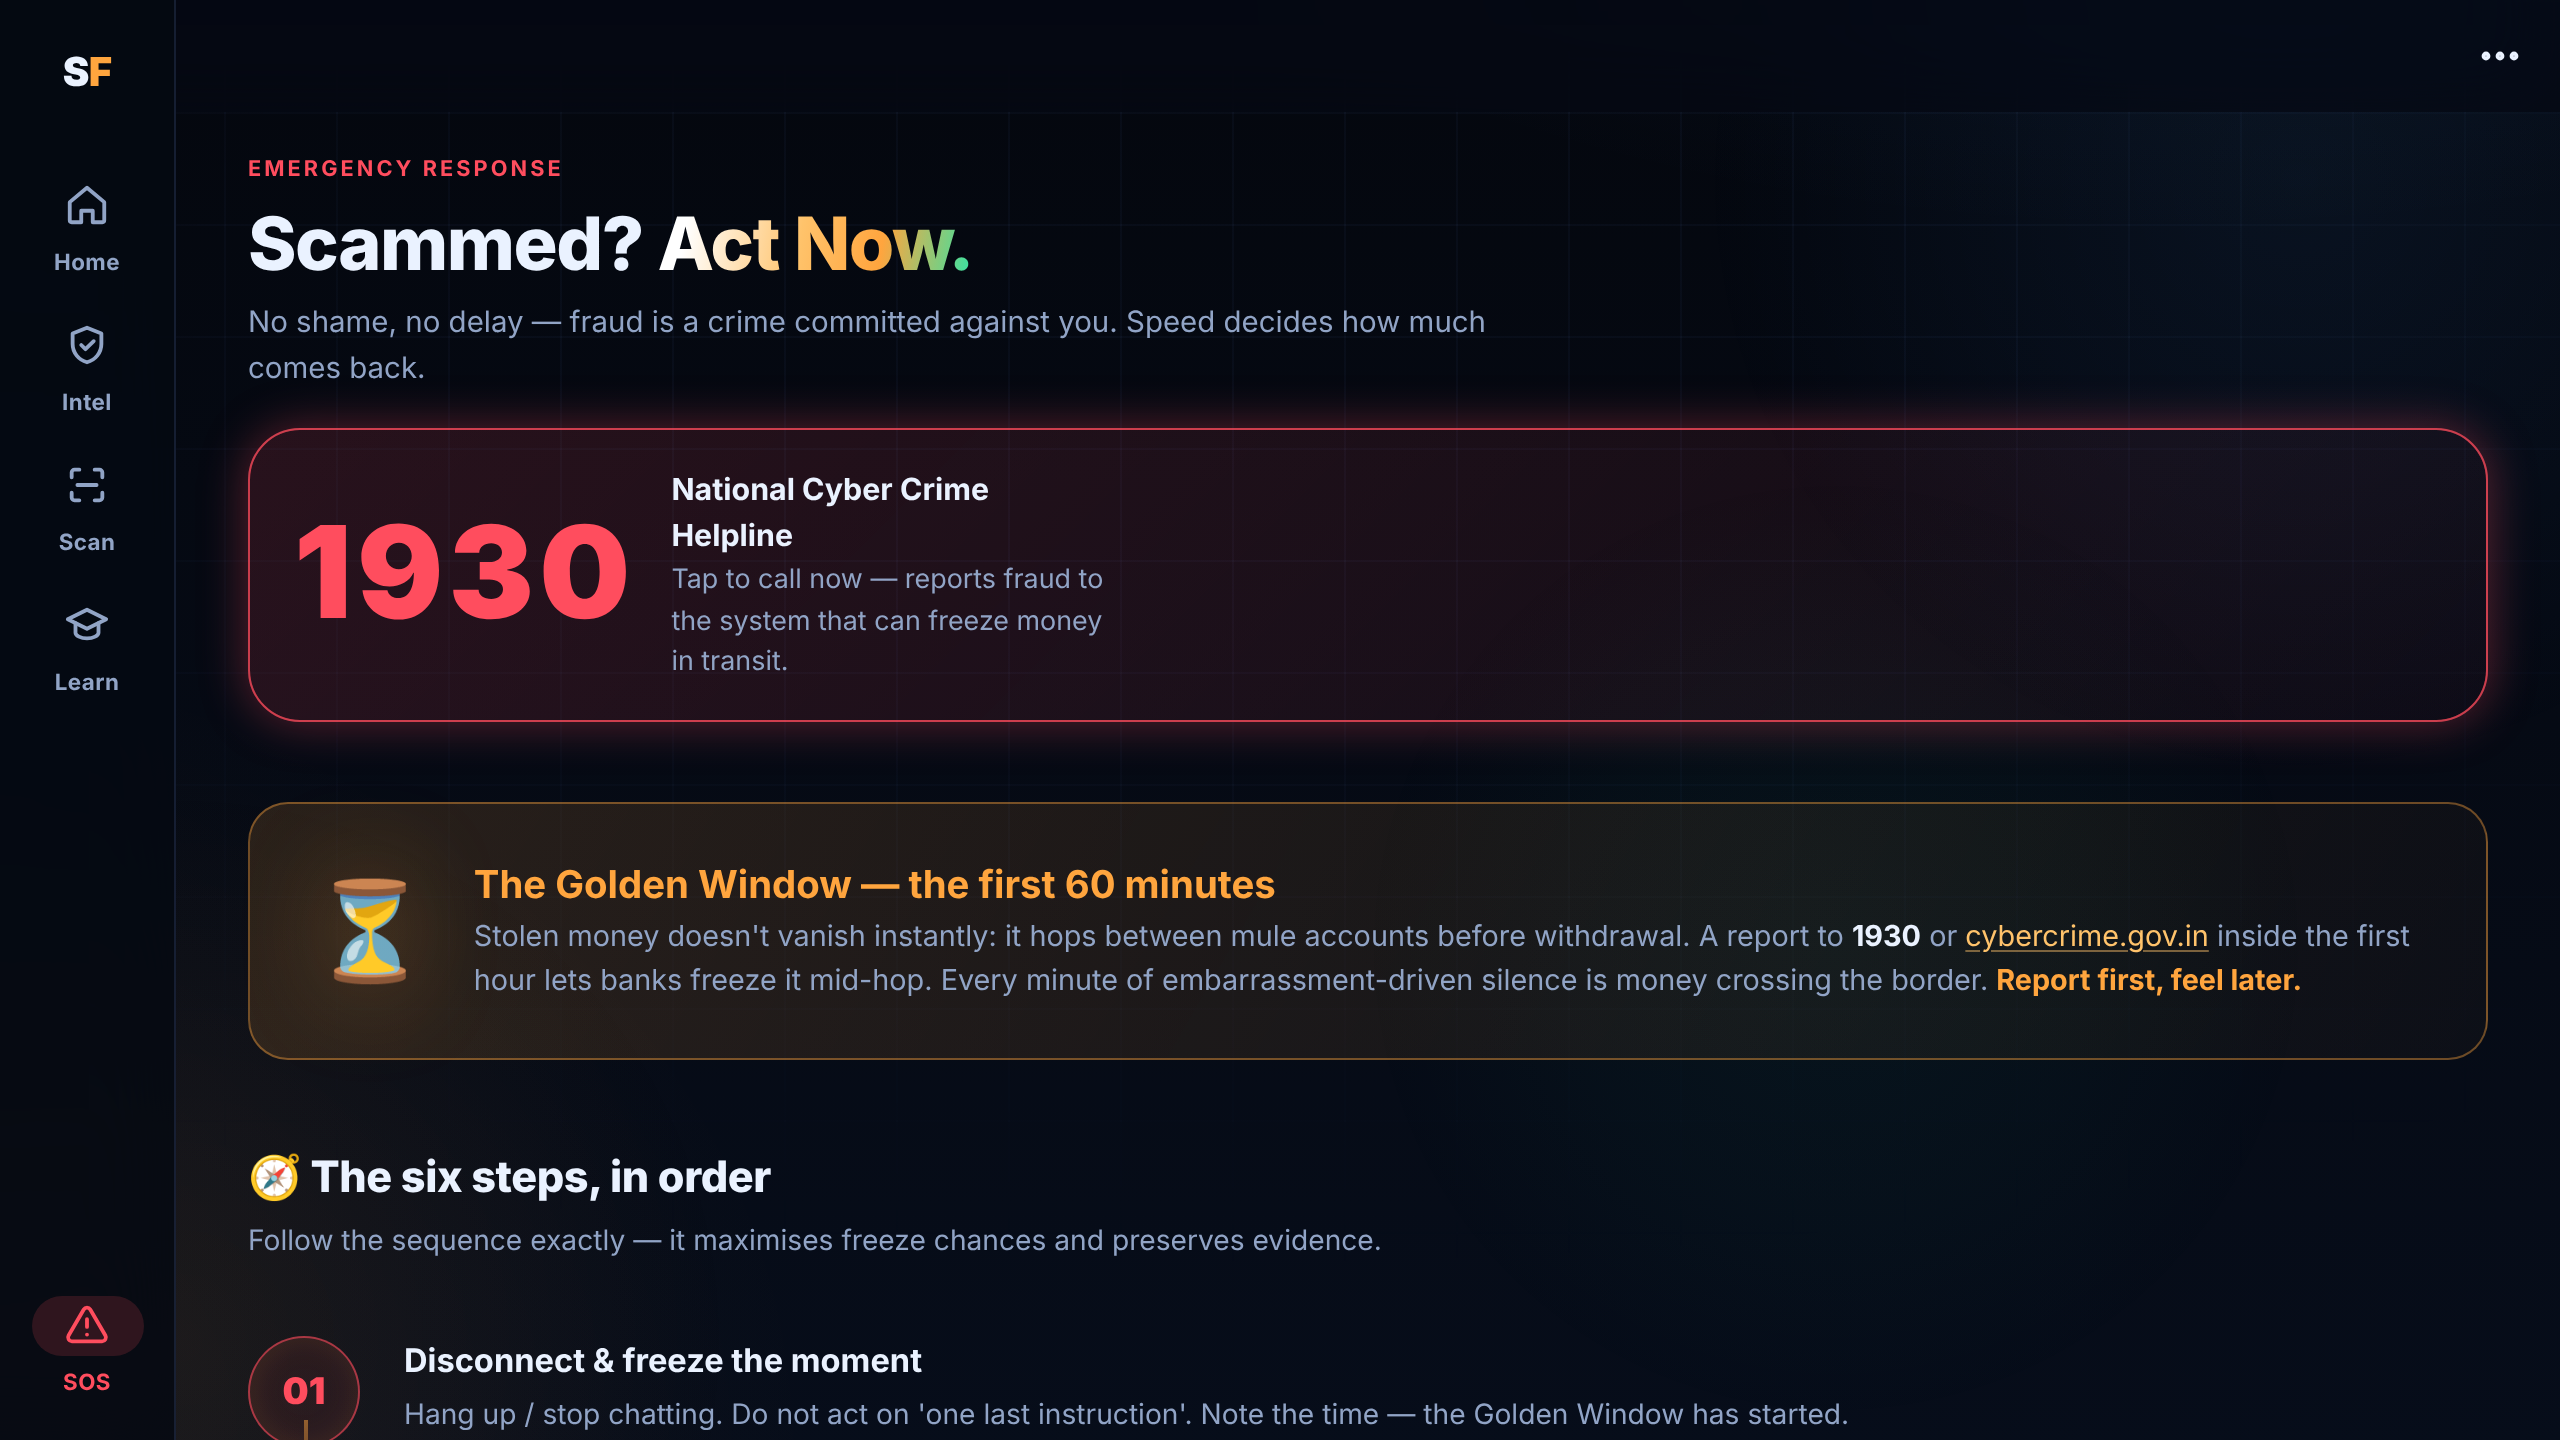 SF
Home
Intel
Scan
Learn
SOS
EMERGENCY RESPONSE
Scammed? Act Now.
No shame, no delay — fraud is a crime committed against you. Speed decides how much
comes back.
1930
National Cyber Crime
Helpline
Tap to call now — reports fraud to
the system that can freeze money
in transit.
The Golden Window — the first 60 minutes
Stolen money doesn't vanish instantly: it hops between mule accounts before withdrawal. A report to 1930 or cybercrime.gov.in inside the first
hour lets banks freeze it mid-hop. Every minute of embarrassment-driven silence is money crossing the border. Report first, feel later.
The six steps, in order
Follow the sequence exactly — it maximises freeze chances and preserves evidence.
01
Disconnect & freeze the moment
Hang up / stop chatting. Do not act on 'one last instruction'. Note the time — the Golden Window has started.